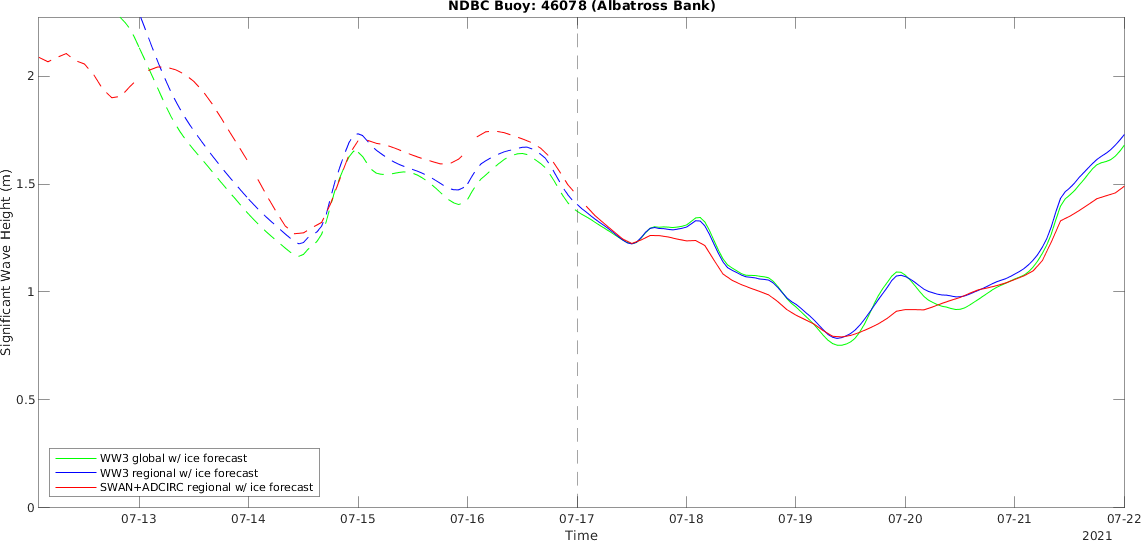 NDBC Buoy: 46078 (Albatross Bank)
Significant Wave Height (m)
2
1.5
1
0.5
0
WW3 global w/ ice forecast
WW3 regional w/ ice forecast
SWAN+ADCIRC regional w/ ice forecast
07-13 07-14 07-15 07-16 07-17 07-18 07-19 07-20 07-21 07-22
Time
2021